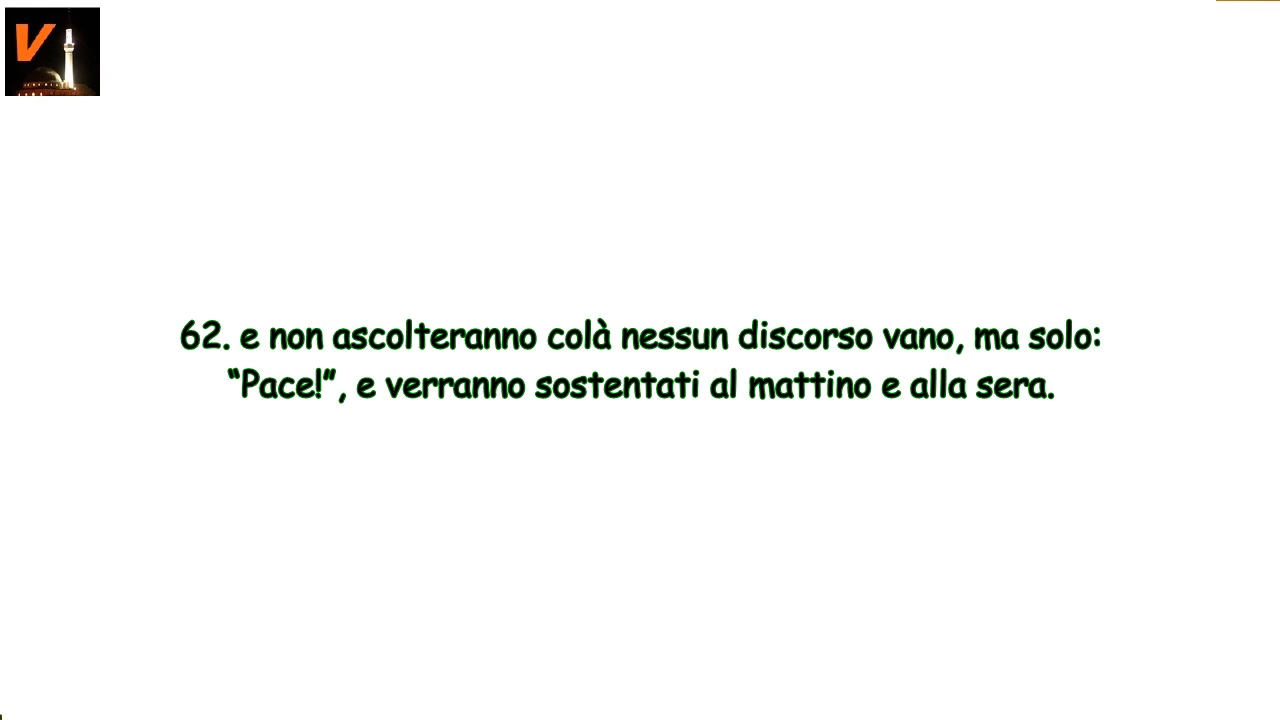 V
62. e non ascolteranno colà nessun discorso vano, ma solo:
“Pace!”, e verranno sostentati al mattino e alla sera.